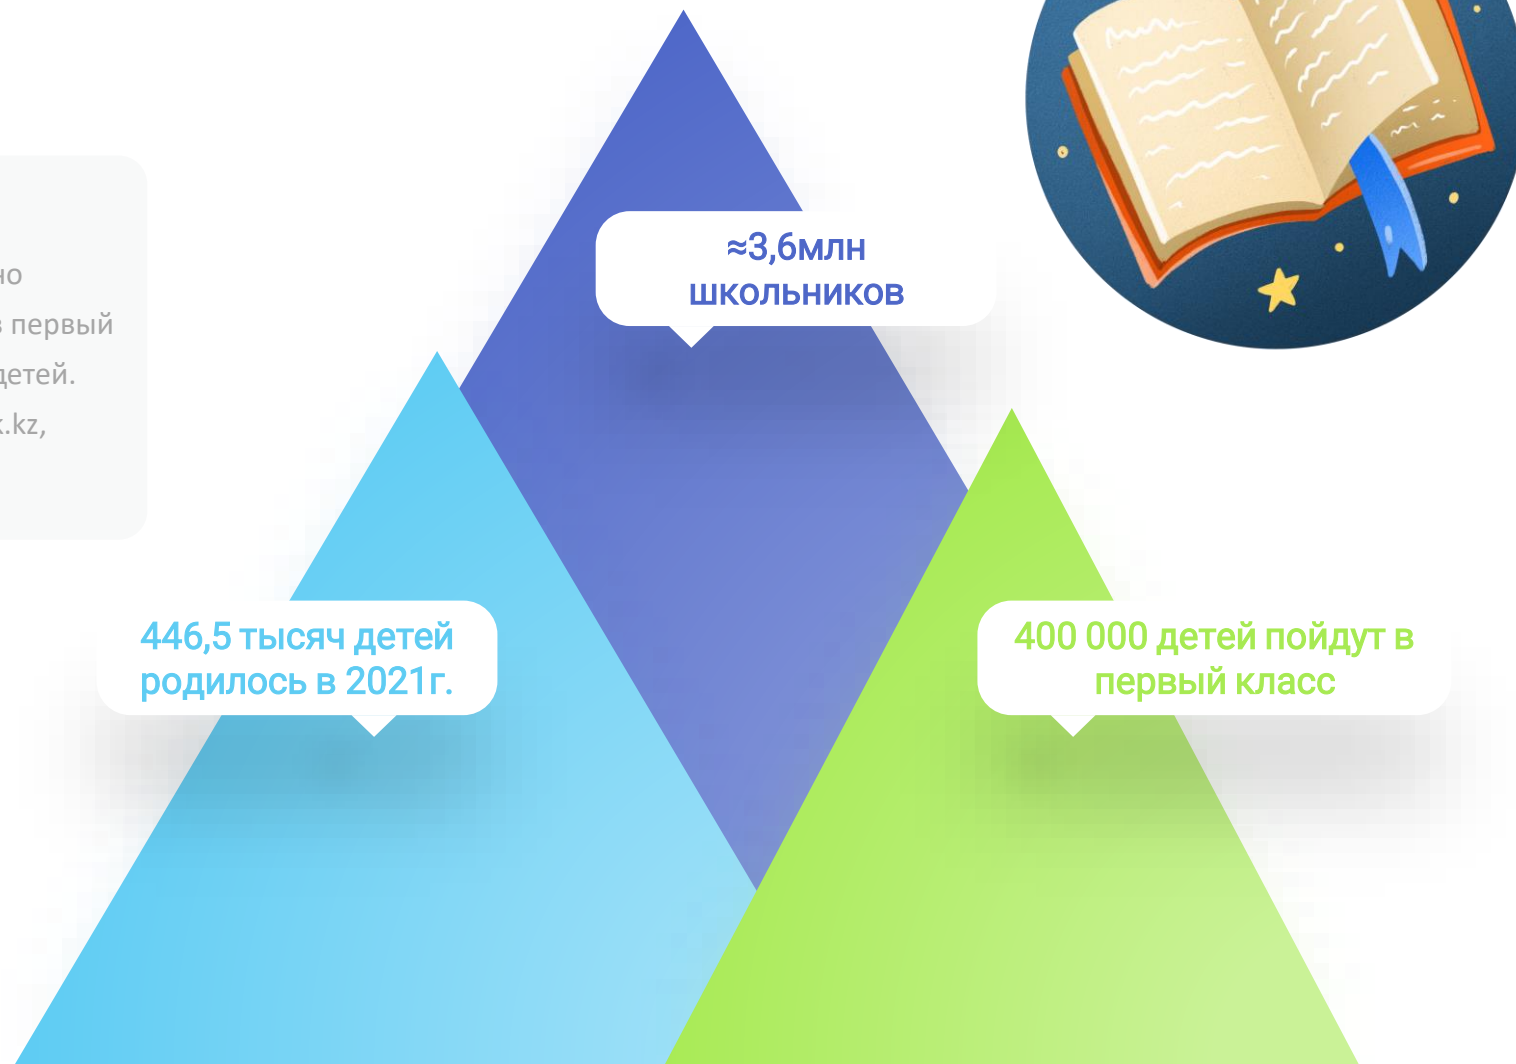 но
в первый
детей.
k.kz,
≈3,6млн
школьников
446,5 тысяч детей
родилось в 2021г.
400 000 детей пойдут в
первый класс